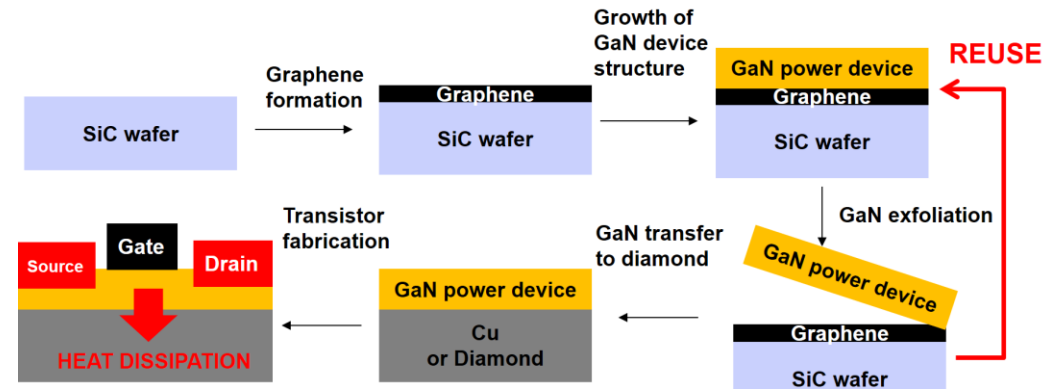 SiC wafer
Graphene
formation
Graphene
SiC wafer
Growth of
GaN device
structure
GaN power device
Graphene
SiC wafer
REUSE
GaN exfoliation
GaN power device
Graphene
SiC wafer
GaN transfer
to diamond
GaN power device
Cu
or Diamond
Transistor
fabrication
Source
Gate
Drain
HEAT DISSIPATION